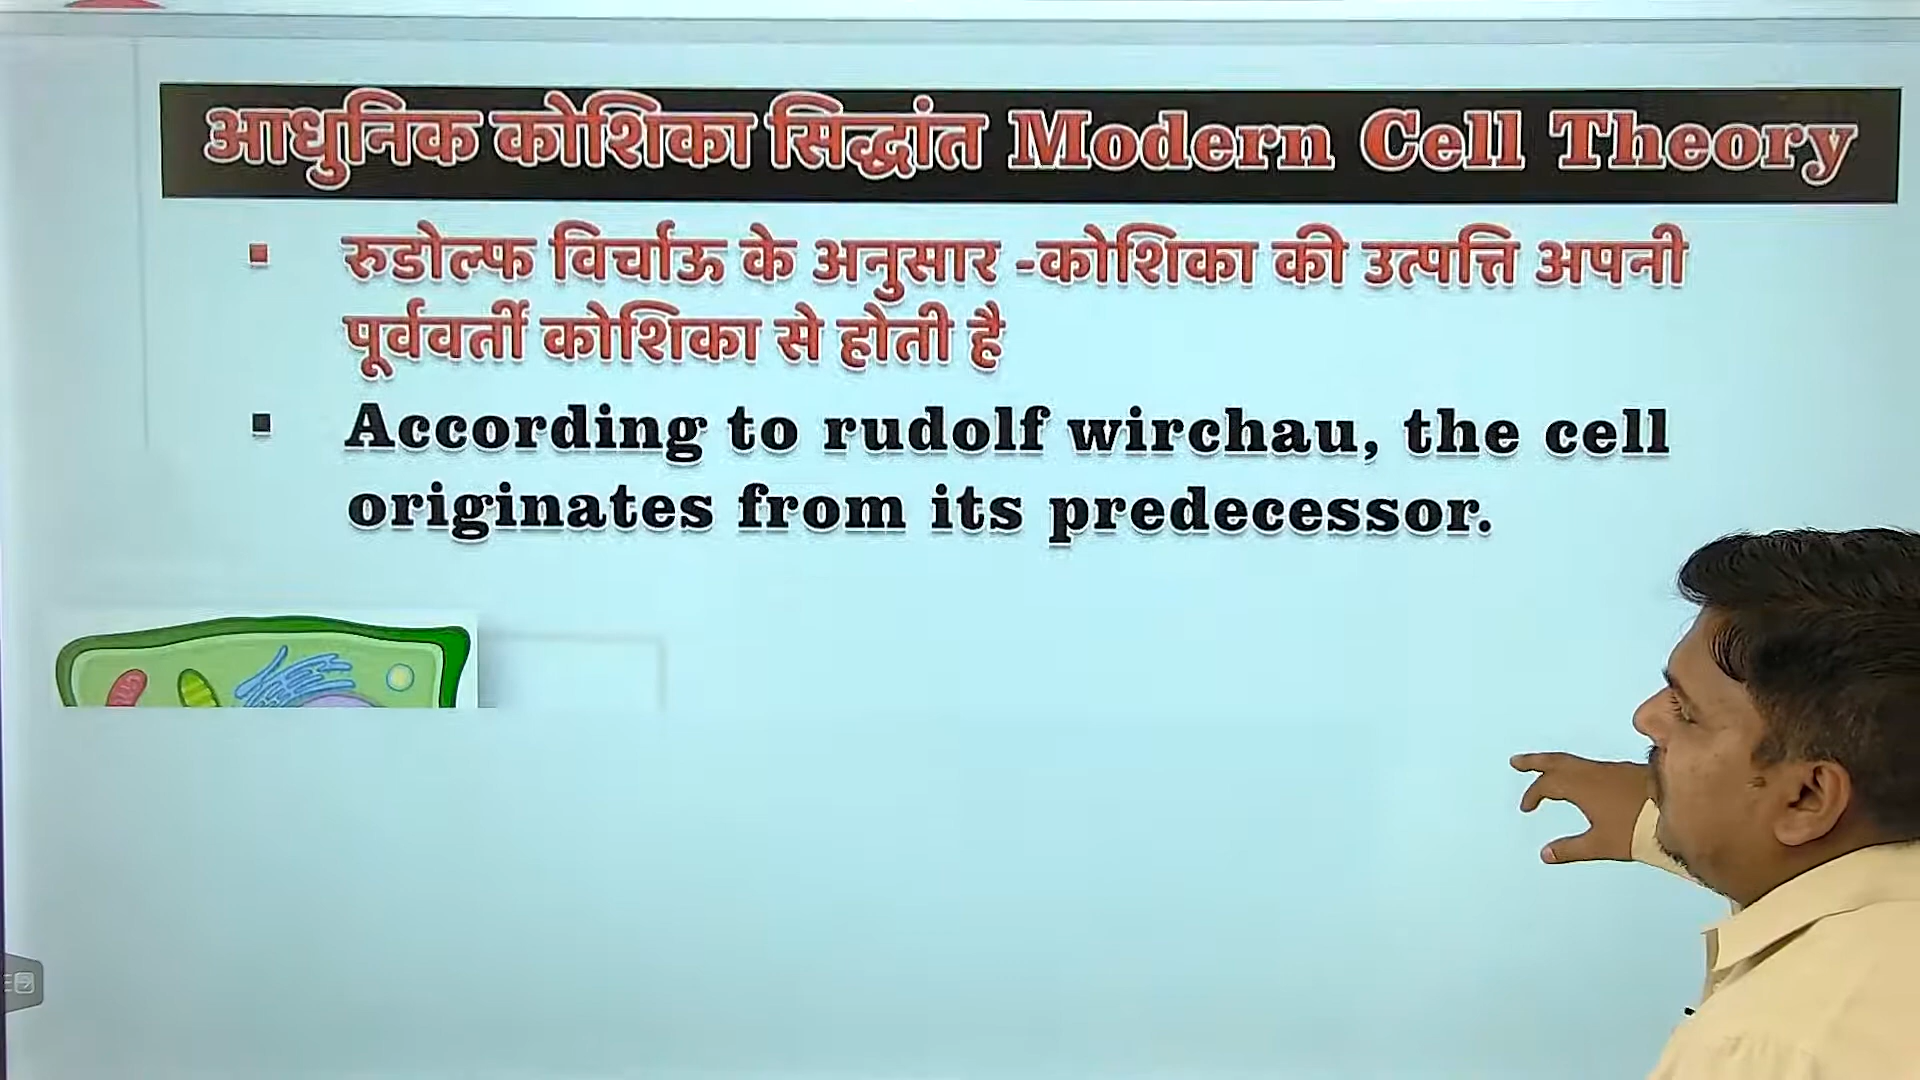 आधुनिक कोशिका सिद्धांत Modern Cell Theory
▪ रुडोल्फ विर्चाऊ के अनुसार -कोशिका की उत्पत्ति अपनी
पूर्ववर्ती कोशिका से होती है
▪ According to rudolf wirchau, the cell
originates from its predecessor.